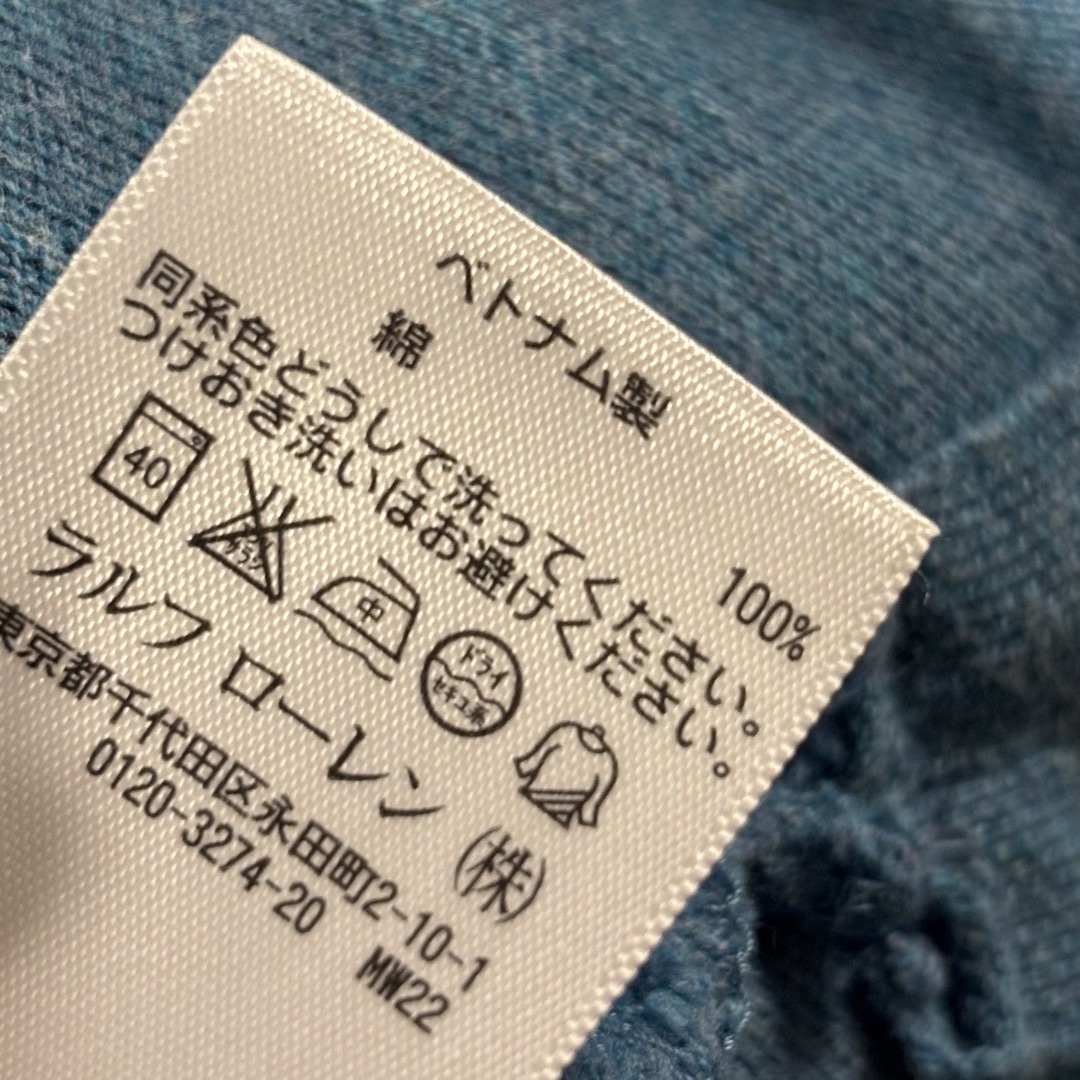 ベトナム製
綿 100%
同系色どうしで洗ってください。
つけおき洗いはお避けください。
40
中
ドライ
セキユ系
ラルフ ローレン (株)
東京都千代田区永田町2-10-1
0120-3274-20 MW22